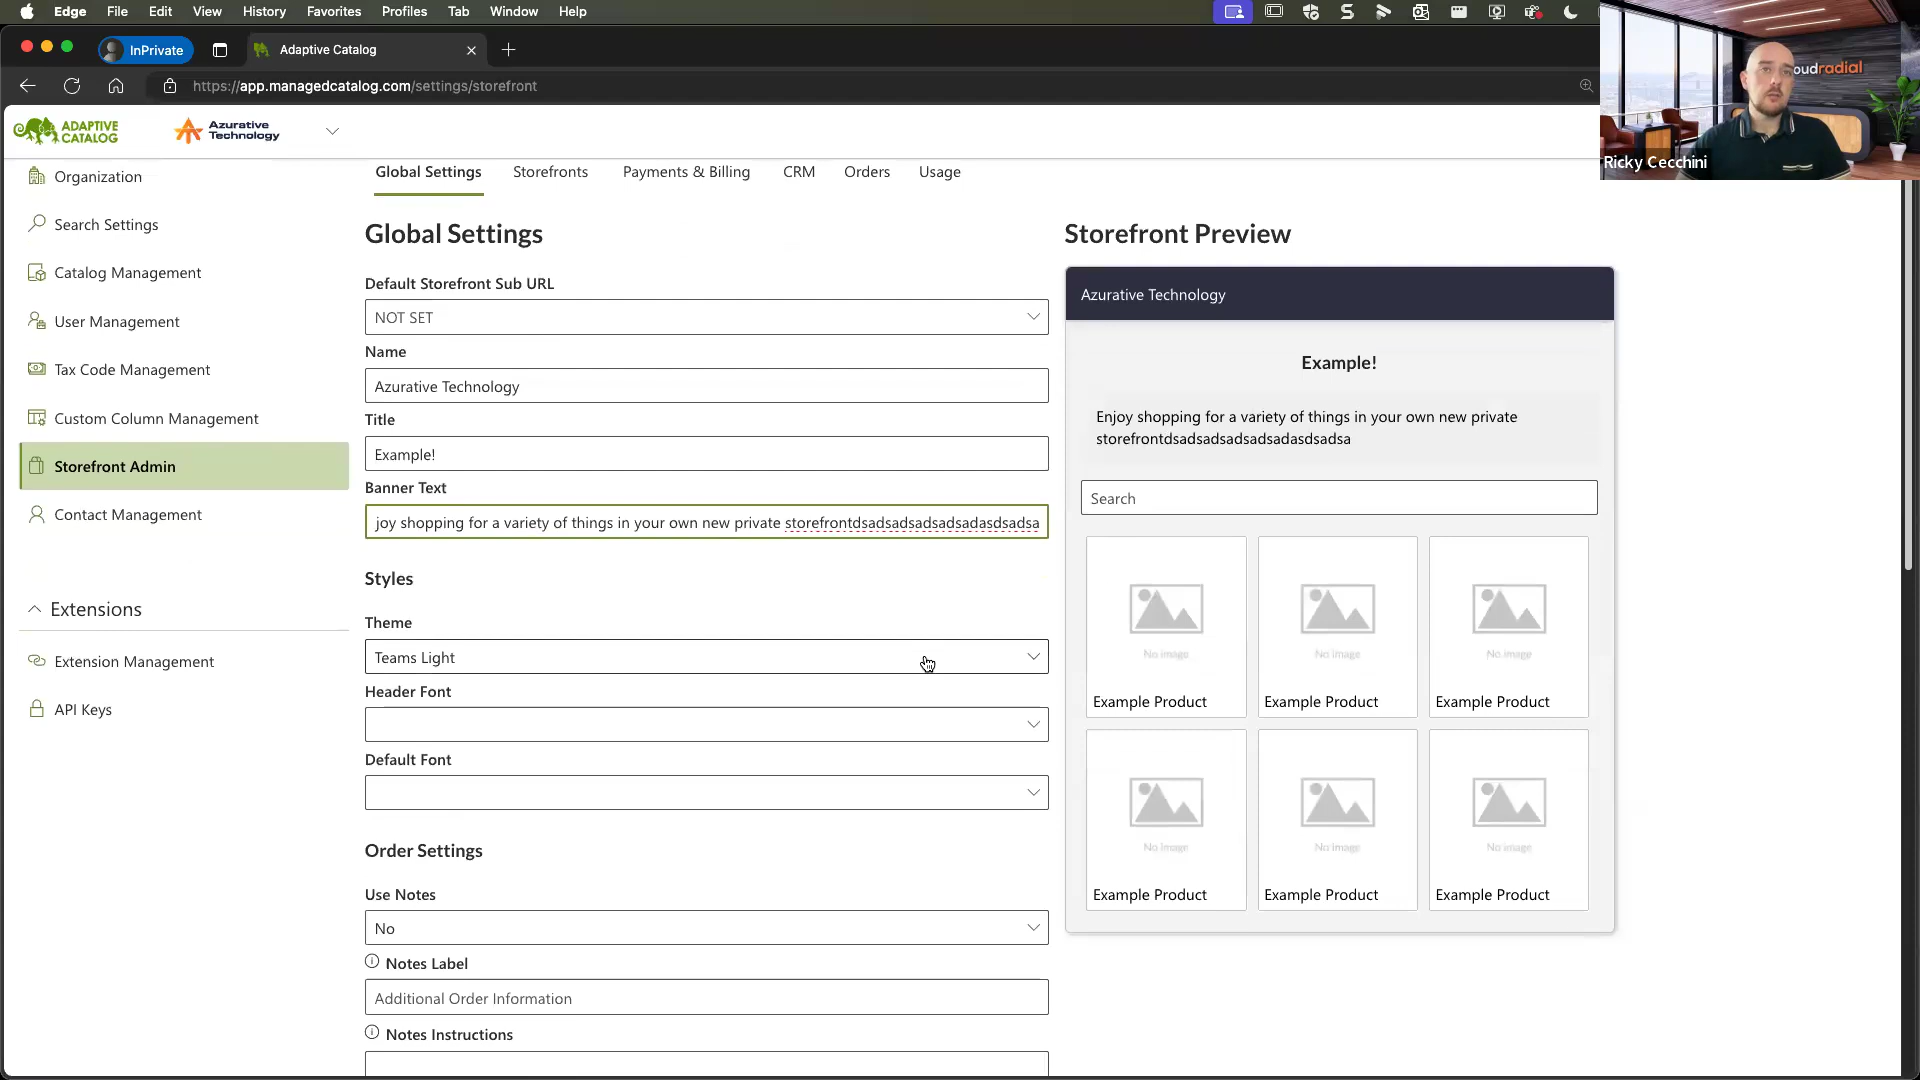 Edge File Edit View History Favorites Profiles Tab Window Help
InPrivate Adaptive Catalog
https://app.managedcatalog.com/settings/storefront
oudradial
Ricky Cecchini
ADAPTIVE CATALOG
Azurative Technology
Organization
Search Settings
Catalog Management
User Management
Tax Code Management
Custom Column Management
Storefront Admin
Contact Management
Extensions
Extension Management
API Keys
Global Settings Storefronts Payments & Billing CRM Orders Usage
Global Settings
Default Storefront Sub URL
NOT SET
Name
Azurative Technology
Title
Example!
Banner Text
joy shopping for a variety of things in your own new private storefrontdsadsadsadsadsadasdsadsa
Styles
Theme
Teams Light
Header Font
Default Font
Order Settings
Use Notes
No
Notes Label
Additional Order Information
Notes Instructions
Storefront Preview
Azurative Technology
Example!
Enjoy shopping for a variety of things in your own new private
storefrontdsadsadsadsadsadasdsadsa
Search
No image No image No image
Example Product Example Product Example Product
No image No image No image
Example Product Example Product Example Product